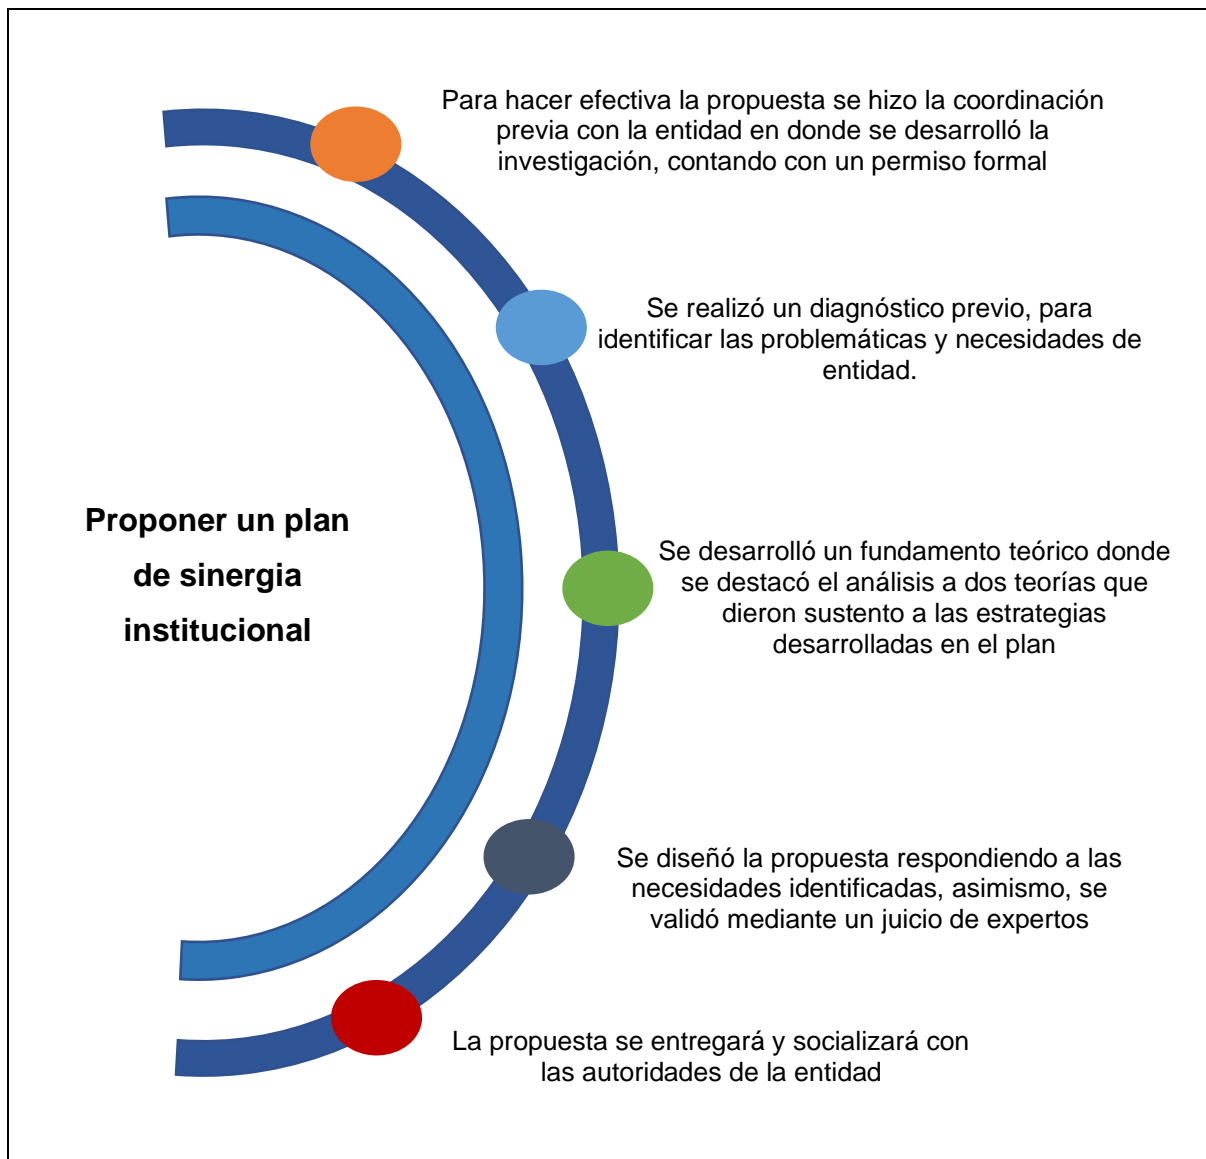 Para hacer efectiva la propuesta se hizo la coordinación
previa con la entidad en donde se desarrolló la
investigación, contando con un permiso formal
Se realizó un diagnóstico previo, para
identificar las problemáticas y necesidades de
entidad.
Proponer un plan
de sinergia
institucional
Se desarrolló un fundamento teórico donde
se destacó el análisis a dos teorías que
dieron sustento a las estrategias
desarrolladas en el plan
Se diseñó la propuesta respondiendo a las
necesidades identificadas, asimismo, se
validó mediante un juicio de expertos
La propuesta se entregará y socializará con
las autoridades de la entidad